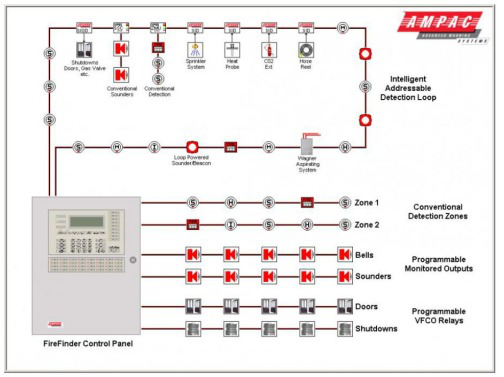 AMPAC
ADVANCED WARNING
SYSTEMS
Shutdowns
Doors, Gas Valve
etc.
Conventional
Sounders
Conventional
Detection
Sprinkler
System
Heat
Probe
C02
Ext
Hose
Reel
Intelligent
Addressable
Detection Loop
S
S
S
H
S
S
S
S
S
H
I
Loop Powered
Sounder/Beacon
H
Wagner
Aspirating
System
S
H
S
S
Zone 1
Conventional
Detection Zones
I
S
H
S
Zone 2
Bells
Programmable
Monitored Outputs
Sounders
Doors
Programmable
VFCO Relays
Shutdowns
FireFinder Control Panel